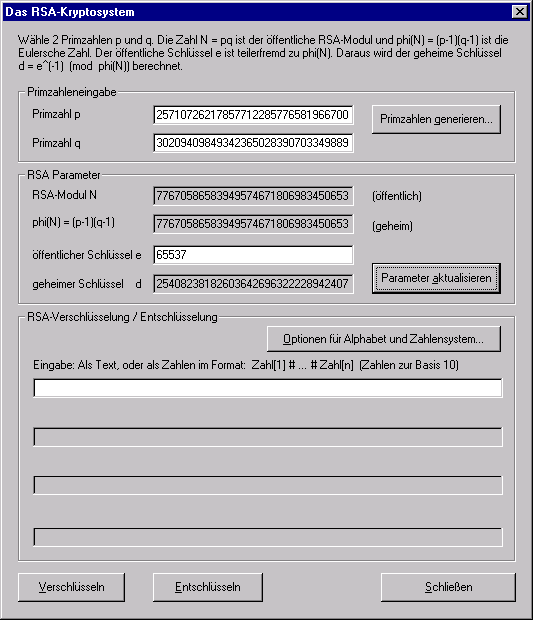 Das RSA-Kryptosystem
Wähle 2 Primzahlen p und q. Die Zahl N = pq ist der öffentliche RSA-Modul und phi(N) = (p-1)(q-1) ist die
Eulersche Zahl. Der öffentliche Schlüssel e ist teilerfremd zu phi(N). Daraus wird der geheime Schlüssel
d = e^(-1) (mod phi(N)) berechnet.
Primzahleneingabe
Primzahl p 2571072621785771228577658196670​0 Primzahlen generieren...
Primzahl q 30209409849342365028390703349889
RSA Parameter
RSA-Modul N 77670586583949574671806983450653 (öffentlich)
phi(N) = (p-1)(q-1) 77670586583949574671806983450653 (geheim)
öffentlicher Schlüssel e 65537
geheimer Schlüssel d 25408238182603642696322228942407 Parameter aktualisieren
RSA-Verschlüsselung / Entschlüsselung
Optionen für Alphabet und Zahlensystem...
Eingabe: Als Text, oder als Zahlen im Format: Zahl[1] # ... # Zahl[n] (Zahlen zur Basis 10)
Verschlüsseln Entschlüsseln Schließen